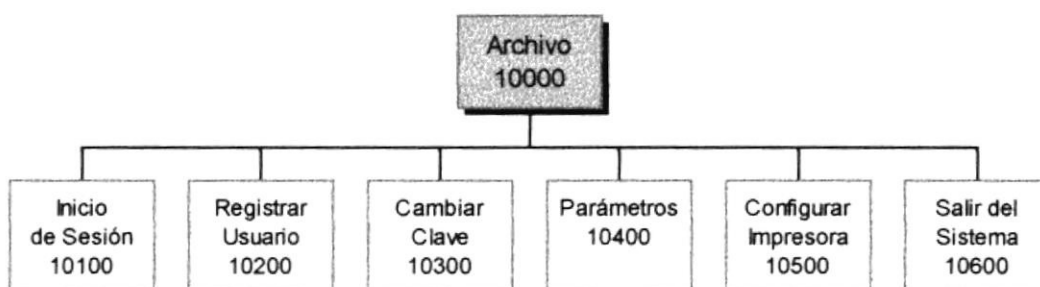 Archivo
10000
Inicio
de Sesión
10100
Registrar
Usuario
10200
Cambiar
Clave
10300
Parámetros
10400
Configurar
Impresora
10500
Salir del
Sistema
10600